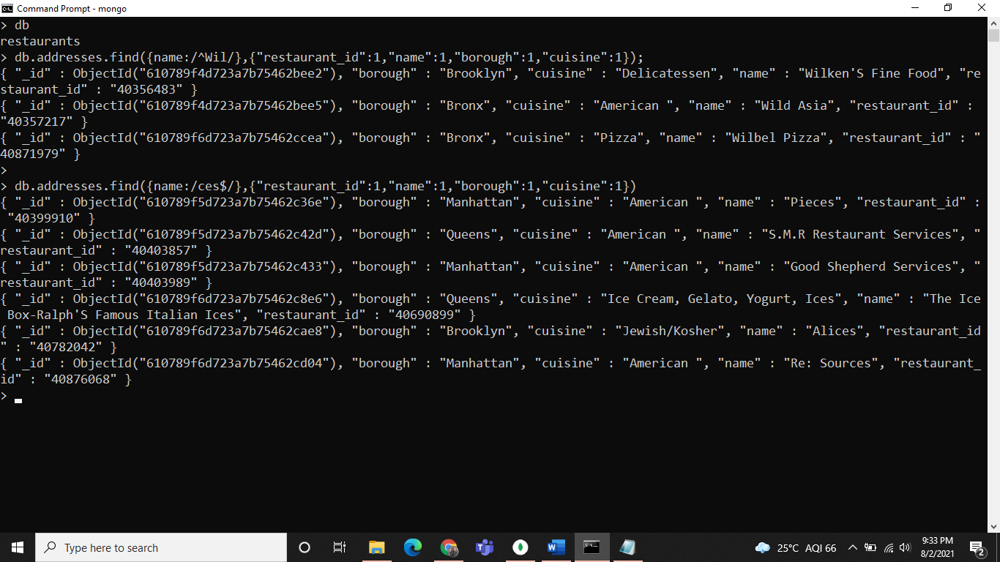 Command Prompt - mongo
> db
restaurants
> db.addresses.find({name:/^Wil/},{"restaurant_id":1,"name":1,"borough":1,"cuisine":1});
{ "_id" : ObjectId("610789f4d723a7b75462bee2"), "borough" : "Brooklyn", "cuisine" : "Delicatessen", "name" : "Wilken'S Fine Food", "re
staurant_id" : "40356483" }
{ "_id" : ObjectId("610789f4d723a7b75462bee5"), "borough" : "Bronx", "cuisine" : "American ", "name" : "Wild Asia", "restaurant_id" :
"40357217" }
{ "_id" : ObjectId("610789f6d723a7b75462ccea"), "borough" : "Bronx", "cuisine" : "Pizza", "name" : "Wilbel Pizza", "restaurant_id" : "
40871979" }
>
> db.addresses.find({name:/ces$/},{"restaurant_id":1,"name":1,"borough":1,"cuisine":1})
{ "_id" : ObjectId("610789f5d723a7b75462c36e"), "borough" : "Manhattan", "cuisine" : "American ", "name" : "Pieces", "restaurant_id" :
 "40399910" }
{ "_id" : ObjectId("610789f5d723a7b75462c42d"), "borough" : "Queens", "cuisine" : "American ", "name" : "S.M.R Restaurant Services", "
restaurant_id" : "40403857" }
{ "_id" : ObjectId("610789f5d723a7b75462c433"), "borough" : "Manhattan", "cuisine" : "American ", "name" : "Good Shepherd Services", "
restaurant_id" : "40403989" }
{ "_id" : ObjectId("610789f6d723a7b75462c8e6"), "borough" : "Queens", "cuisine" : "Ice Cream, Gelato, Yogurt, Ices", "name" : "The Ice
 Box-Ralph'S Famous Italian Ices", "restaurant_id" : "40690899" }
{ "_id" : ObjectId("610789f6d723a7b75462cae8"), "borough" : "Brooklyn", "cuisine" : "Jewish/Kosher", "name" : "Alices", "restaurant_id
" : "40782042" }
{ "_id" : ObjectId("610789f6d723a7b75462cd04"), "borough" : "Manhattan", "cuisine" : "American ", "name" : "Re: Sources", "restaurant_
id" : "40876068" }
>
Type here to search
25°C AQI 66
9:33 PM
8/2/2021
2